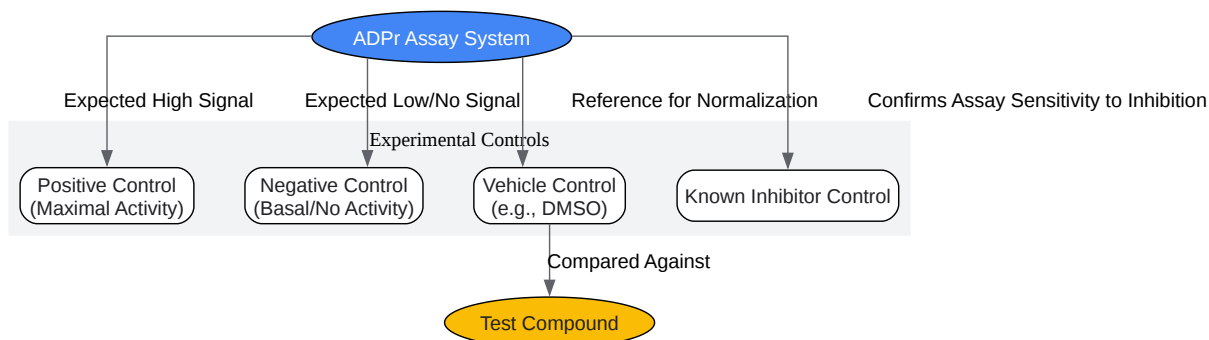 ADPr Assay System
Expected High Signal
Expected Low/No Signal
Reference for Normalization
Confirms Assay Sensitivity to Inhibition
Experimental Controls
Positive Control
(Maximal Activity)
Negative Control
(Basal/No Activity)
Vehicle Control
(e.g., DMSO)
Known Inhibitor Control
Compared Against
Test Compound